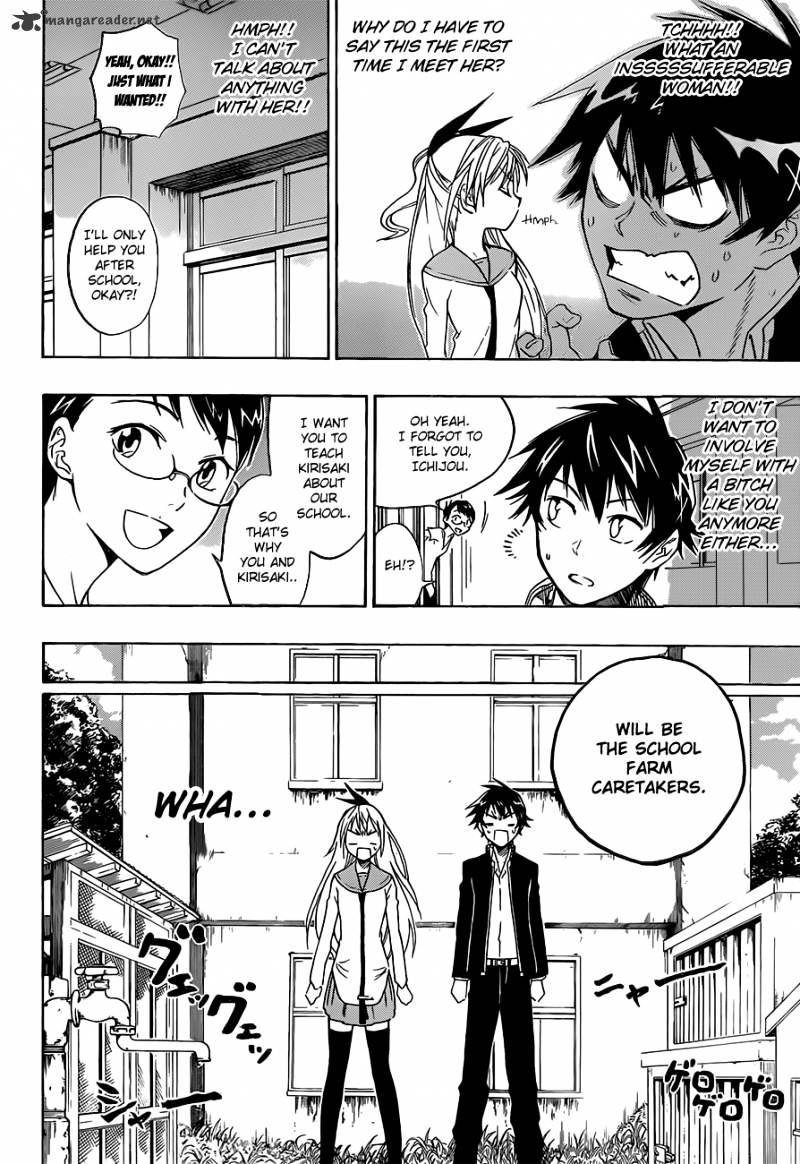 mangareader.net
TCHHHH!!
WHAT AN
INSSSSSUFFERABLE
WOMAN!!
WHY DO I HAVE TO
SAY THIS THE FIRST
TIME I MEET HER?
Hmph.
HMPH!!
I CAN'T
TALK ABOUT
ANYTHING
WITH HER!!
YEAH, OKAY!!
JUST WHAT I
WANTED!!
I'LL ONLY
HELP YOU
AFTER
SCHOOL,
OKAY?!
I DON'T
WANT TO
INVOLVE
MYSELF WITH
A BITCH
LIKE YOU
ANYMORE
EITHER...
OH YEAH.
I FORGOT
TO TELL
YOU,
ICHIJOU.
EH!?
I WANT
YOU TO
TEACH
KIRISAKI
ABOUT
OUR
SCHOOL.
SO
THAT'S
WHY
YOU AND
KIRISAKI..
WILL BE
THE SCHOOL
FARM
CARETAKERS.
WHA...
グェッグェッ
ニャー
ニャー
ゲロゲロゲロ